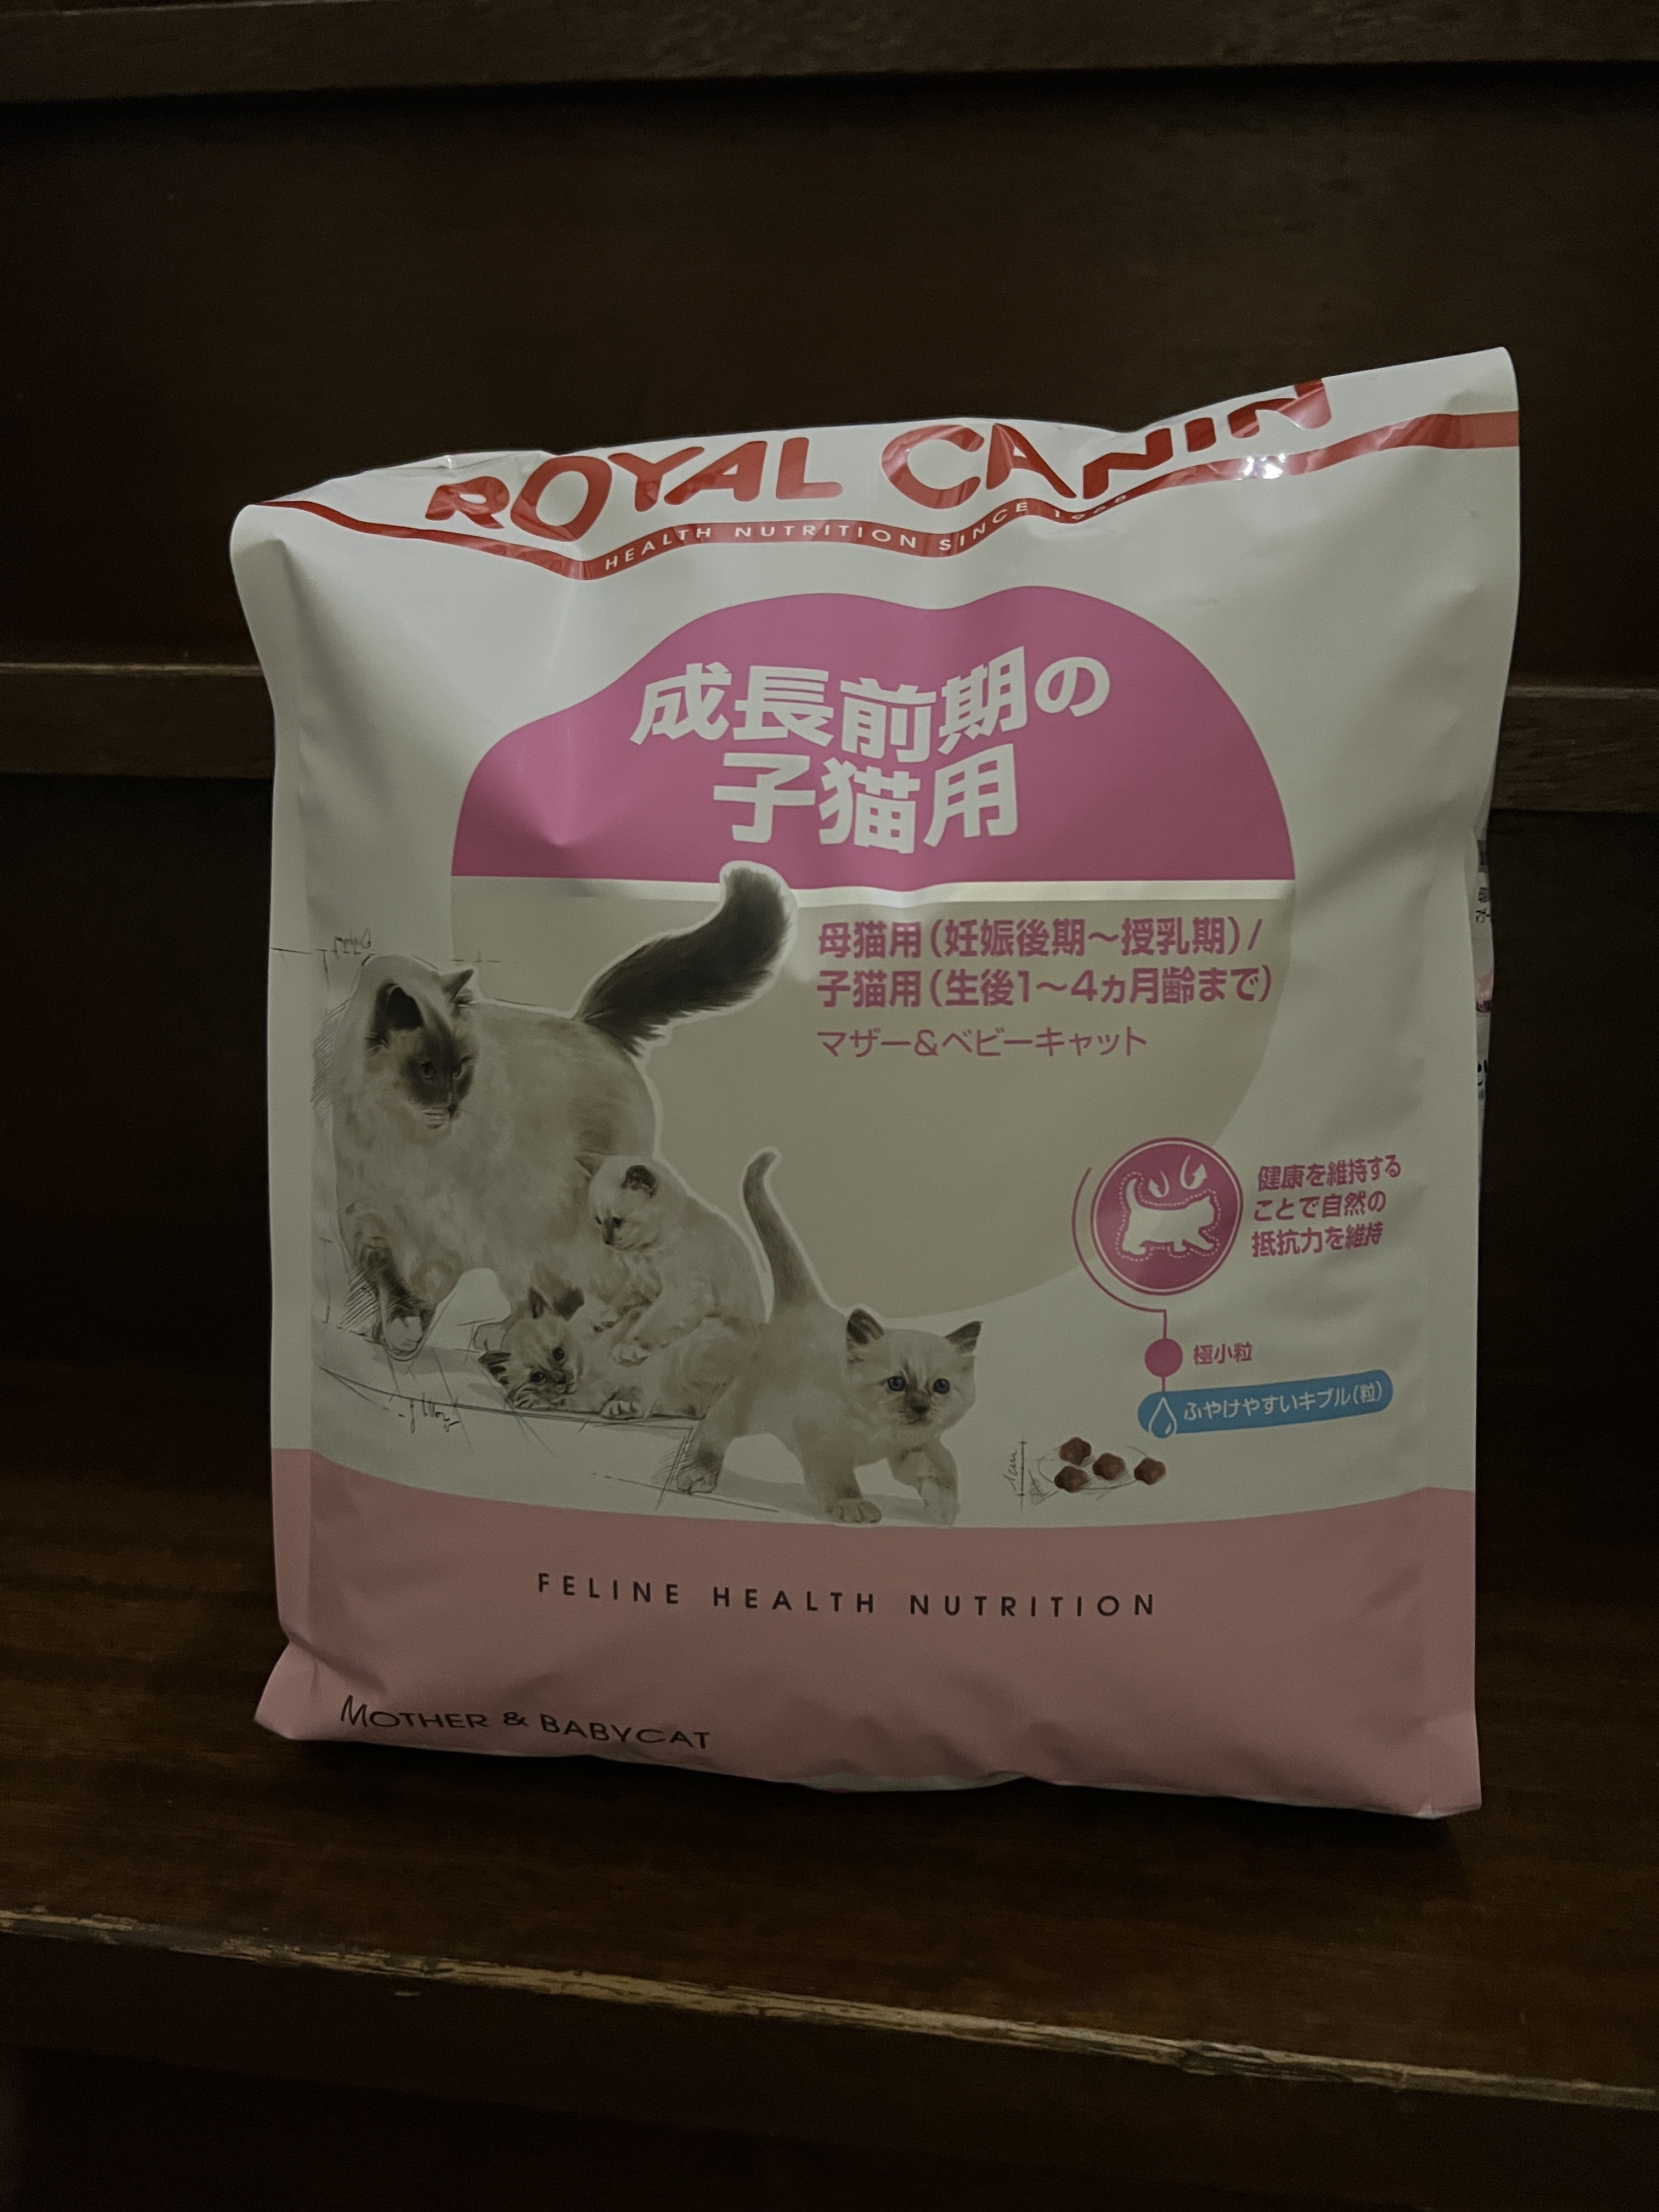 ROYAL CANIN
HEALTH NUTRITION SINCE 1968
成長前期の
子猫用
母猫用(妊娠後期～授乳期)/
子猫用(生後1～4ヵ月齢まで)
マザー&ベビーキャット
健康を維持する
ことで自然の
抵抗力を維持
極小粒
ふやけやすいキブル(粒)
1cm
FELINE HEALTH NUTRITION
MOTHER & BABYCAT